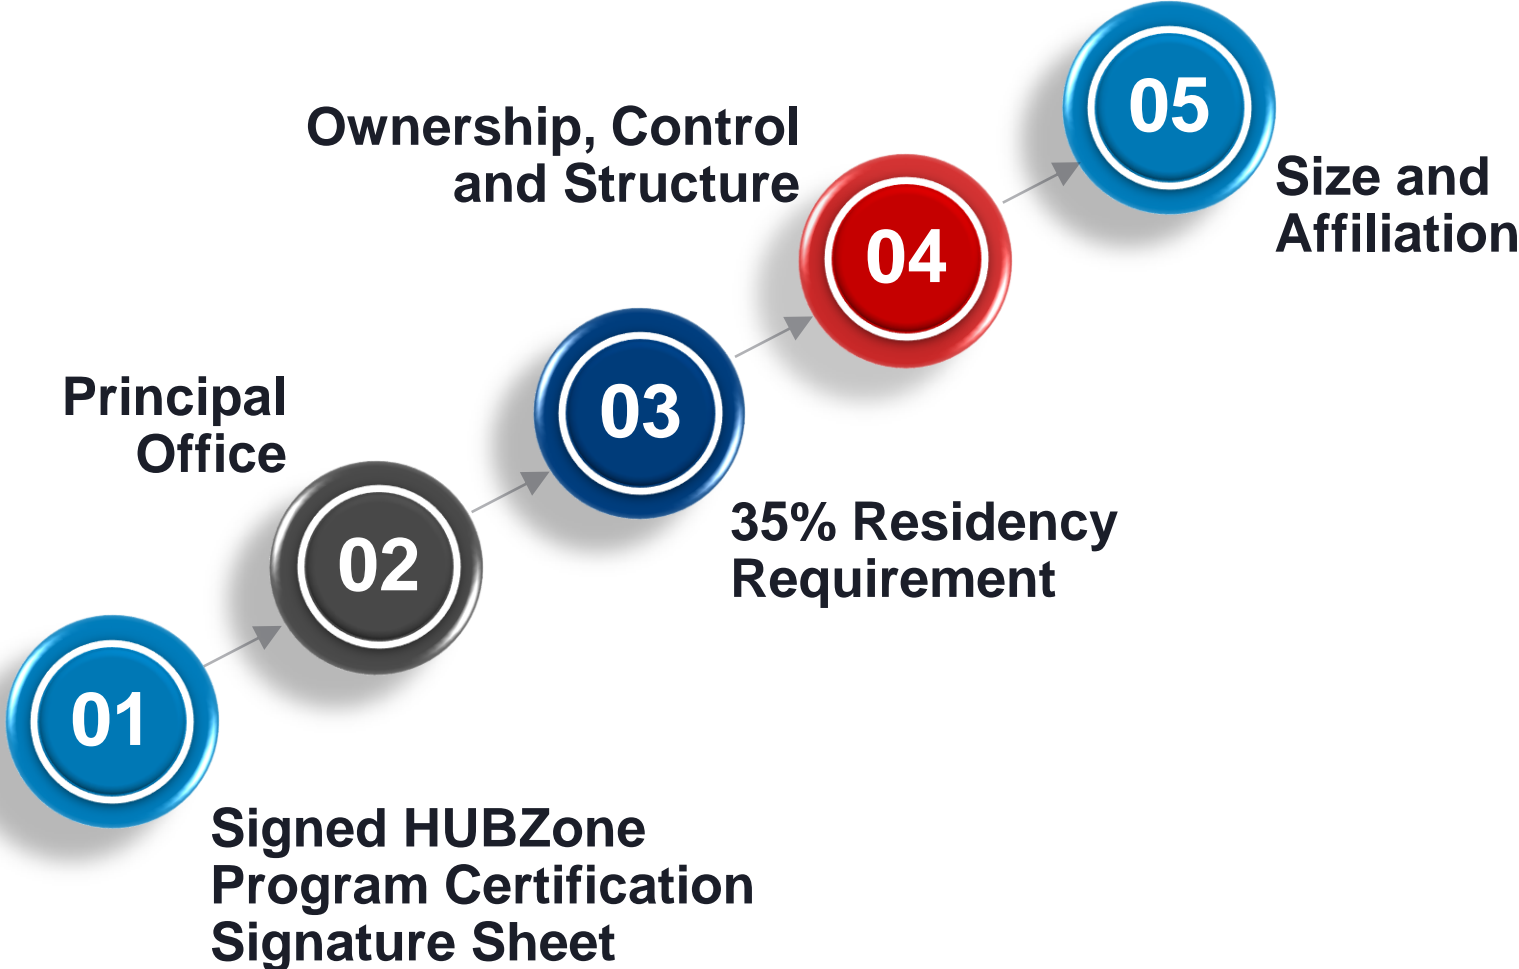 01
Signed HUBZone
Program Certification
Signature Sheet
02
Principal
Office
03
35% Residency
Requirement
04
Ownership, Control
and Structure
05
Size and
Affiliation